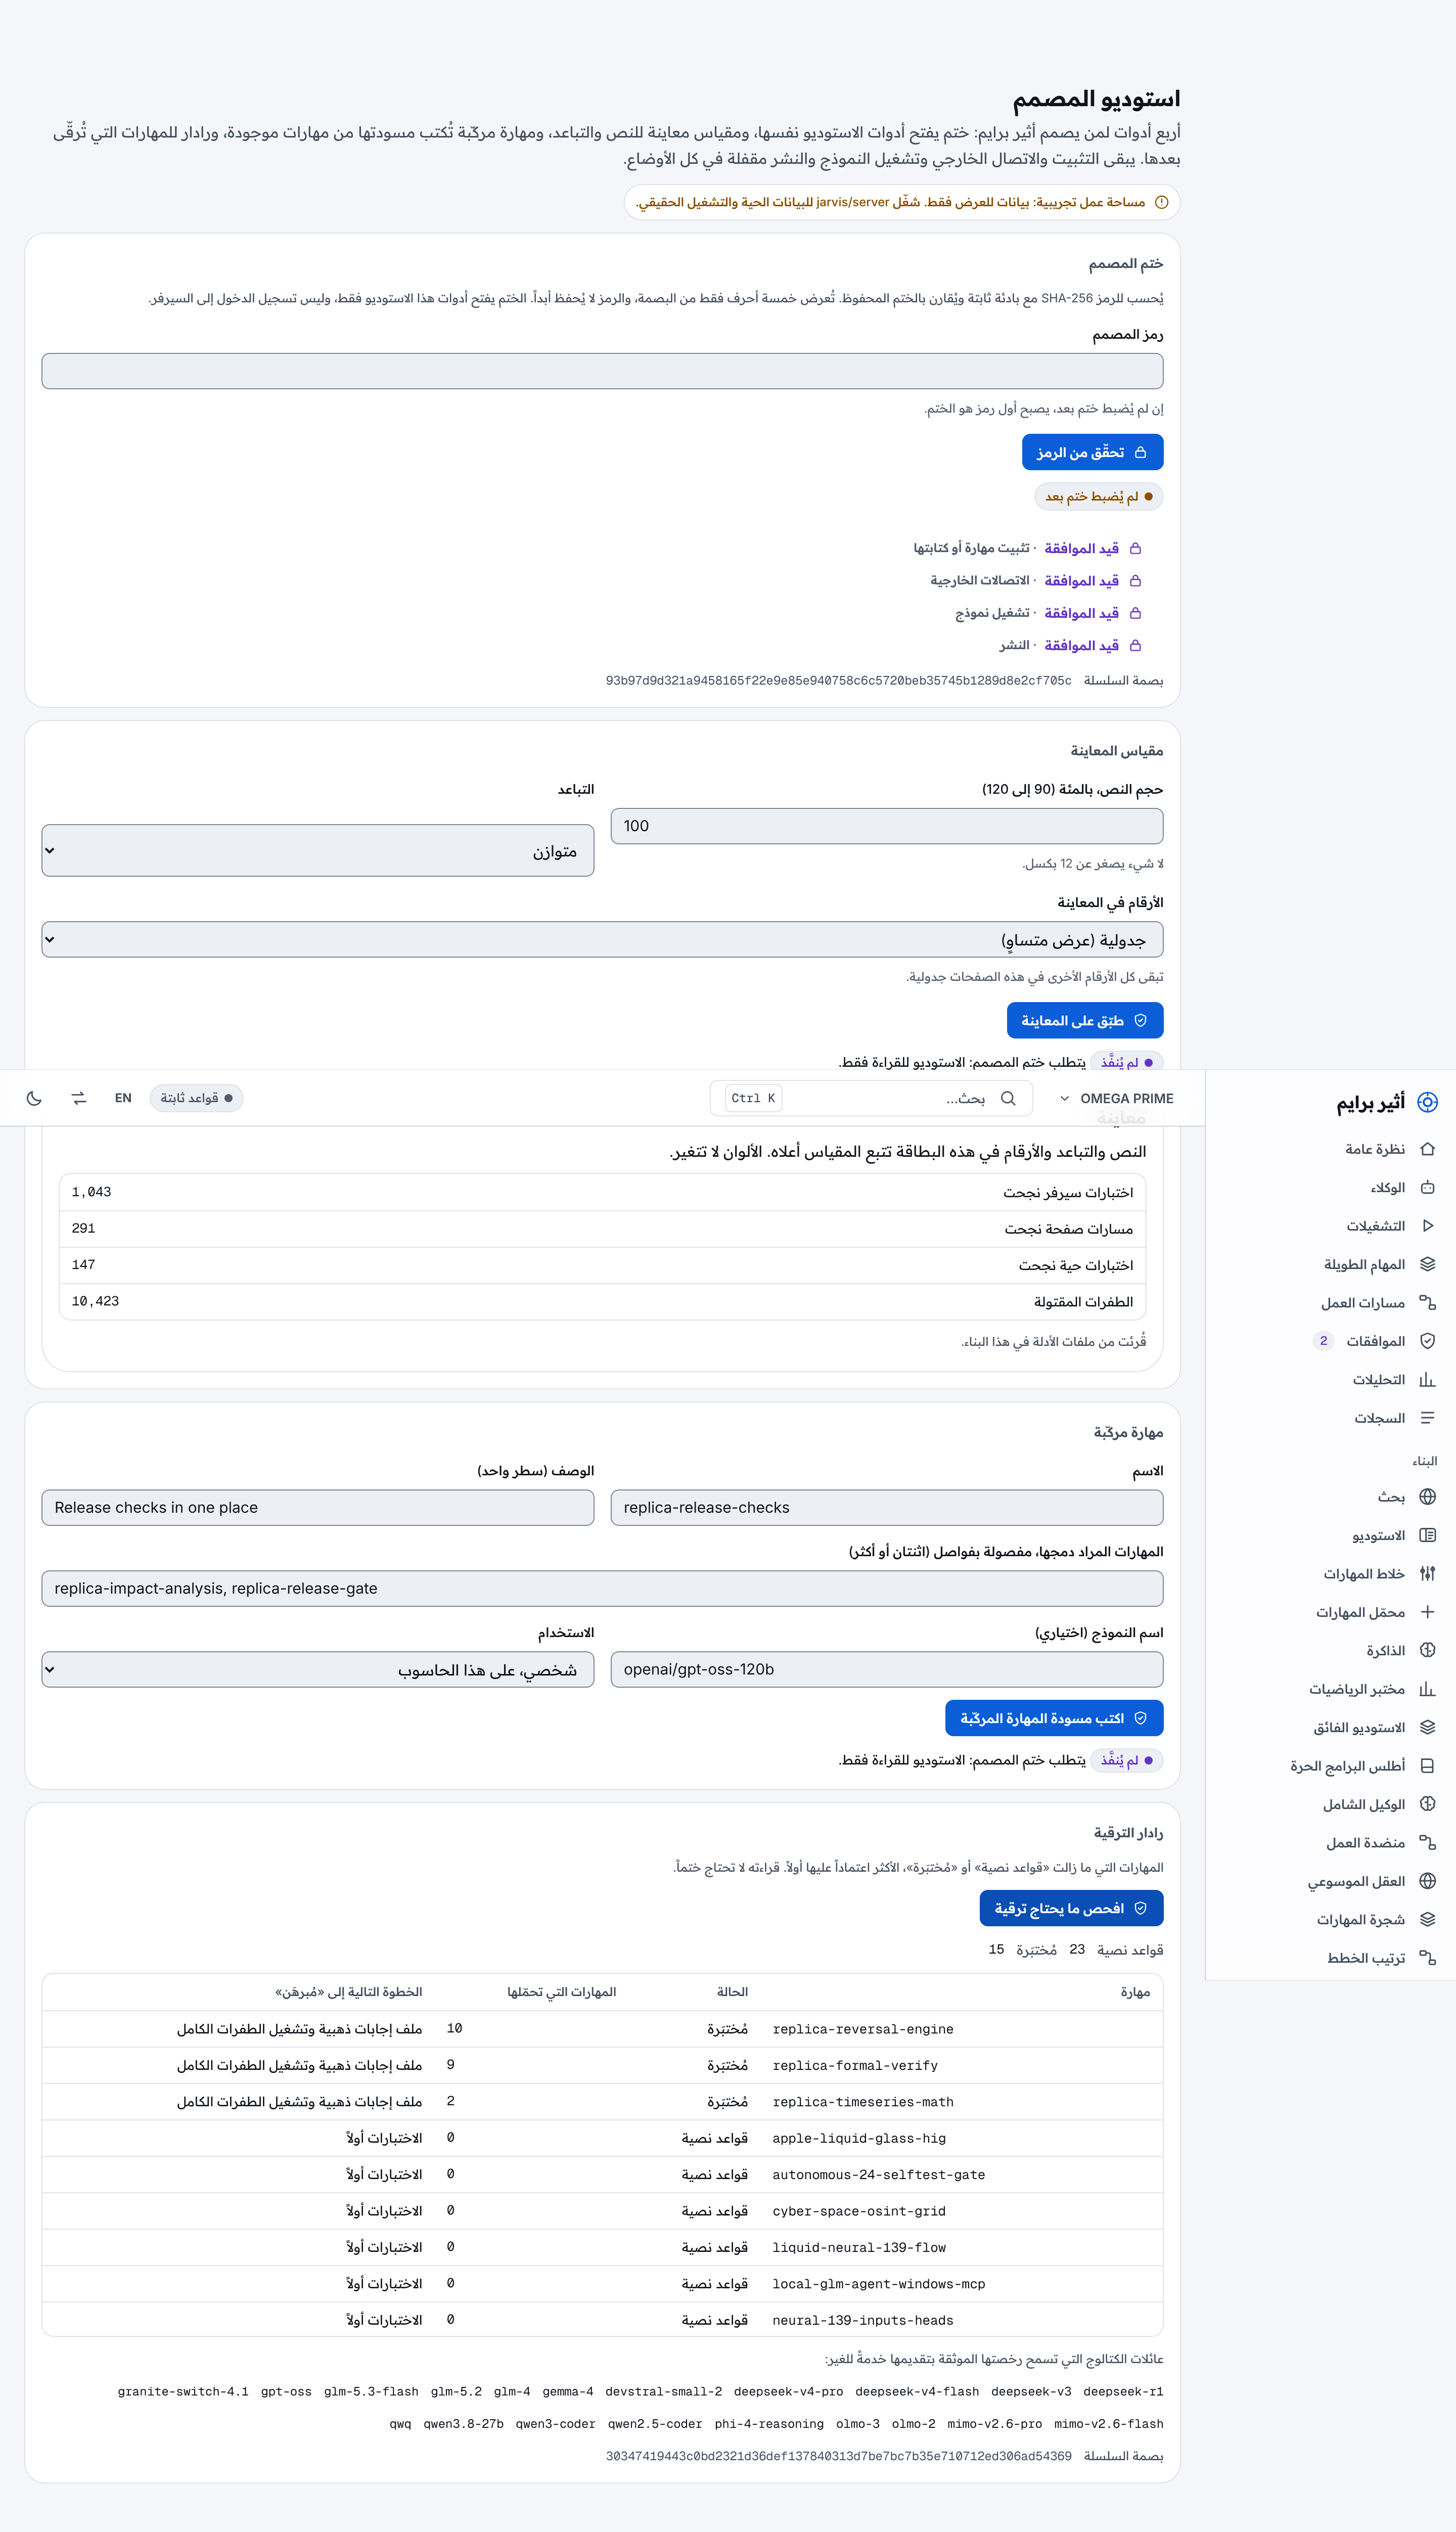 استوديو المصمم
أربع أدوات لمن يصمم أثير برايم: ختم يفتح أدوات الاستوديو نفسها، ومقياس معاينة للنص والتباعد، ومهارة مركّبة تُكتب مسودتها من مهارات موجودة، ورادار للمهارات التي تُرقّى
بعدها. يبقى التثبيت والاتصال الخارجي وتشغيل النموذج والنشر مقفلة في كل الأوضاع.
مساحة عمل تجريبية: بيانات للعرض فقط. شغّل jarvis/server للبيانات الحية والتشغيل الحقيقي.
ختم المصمم
يُحسب للرمز SHA-256 مع بادئة ثابتة ويُقارن بالختم المحفوظ. تُعرض خمسة أحرف فقط من البصمة، والرمز لا يُحفظ أبداً. الختم يفتح أدوات هذا الاستوديو فقط، وليس تسجيل الدخول إلى السيرفر.
رمز المصمم
إن لم يُضبط ختم بعد، يصبح أول رمز هو الختم.
تحقّق من الرمز
لم يُضبط ختم بعد
قيد الموافقة · تثبيت مهارة أو كتابتها
قيد الموافقة · الاتصالات الخارجية
قيد الموافقة · تشغيل نموذج
قيد الموافقة · النشر
بصمة السلسلة 93b97d9d321a9458165f22e9e85e940758c6c5720beb35745b1289d8e2cf705c
مقياس المعاينة
حجم النص، بالمئة (90 إلى 120)
100
لا شيء يصغر عن 12 بكسل.
التباعد
متوازن
الأرقام في المعاينة
جدولية (عرض متساوٍ)
تبقى كل الأرقام الأخرى في هذه الصفحات جدولية.
طبّق على المعاينة
لم يُنفَّذ يتطلب ختم المصمم: الاستوديو للقراءة فقط.
OMEGA PRIME
بحث...
Ctrl K
قواعد ثابتة
EN
معاينة
النص والتباعد والأرقام في هذه البطاقة تتبع المقياس أعلاه. الألوان لا تتغير.
اختبارات سيرفر نجحت 1,043
مسارات صفحة نجحت 291
اختبارات حية نجحت 147
الطفرات المقتولة 10,423
قُرئت من ملفات الأدلة في هذا البناء.
مهارة مركّبة
الاسم
replica-release-checks
الوصف (سطر واحد)
Release checks in one place
المهارات المراد دمجها، مفصولة بفواصل (اثنتان أو أكثر)
replica-impact-analysis, replica-release-gate
اسم النموذج (اختياري)
openai/gpt-oss-120b
الاستخدام
شخصي، على هذا الحاسوب
اكتب مسودة المهارة المركّبة
لم يُنفَّذ يتطلب ختم المصمم: الاستوديو للقراءة فقط.
رادار الترقية
المهارات التي ما زالت «قواعد نصية» أو «مُختبَرة»، الأكثر اعتماداً عليها أولاً. قراءته لا تحتاج ختماً.
افحص ما يحتاج ترقية
قواعد نصية 23 مُختبَرة 15
مهارة الحالة المهارات التي تحمّلها الخطوة التالية إلى «مُبرهَن»
replica-reversal-engine مُختبَرة 10 ملف إجابات ذهبية وتشغيل الطفرات الكامل
replica-formal-verify مُختبَرة 9 ملف إجابات ذهبية وتشغيل الطفرات الكامل
replica-timeseries-math مُختبَرة 2 ملف إجابات ذهبية وتشغيل الطفرات الكامل
apple-liquid-glass-hig قواعد نصية 0 الاختبارات أولاً
autonomous-24-selftest-gate قواعد نصية 0 الاختبارات أولاً
cyber-space-osint-grid قواعد نصية 0 الاختبارات أولاً
liquid-neural-139-flow قواعد نصية 0 الاختبارات أولاً
local-glm-agent-windows-mcp قواعد نصية 0 الاختبارات أولاً
neural-139-inputs-heads قواعد نصية 0 الاختبارات أولاً
عائلات الكتالوج التي تسمح رخصتها الموثقة بتقديمها خدمةً للغير:
deepseek-r1 deepseek-v3 deepseek-v4-flash deepseek-v4-pro devstral-small-2 gemma-4 glm-4 glm-5.2 glm-5.3-flash gpt-oss granite-switch-4.1
mimo-v2.6-flash mimo-v2.6-pro olmo-2 olmo-3 phi-4-reasoning qwen2.5-coder qwen3-coder qwen3.8-27b qwq
بصمة السلسلة 30347419443c0bd2321d36def137840313d7be7bc7b35e710712ed306ad54369
أثير برايم
نظرة عامة
الوكلاء
التشغيلات
المهام الطويلة
مسارات العمل
الموافقات 2
التحليلات
السجلات
البناء
بحث
الاستوديو
خلاط المهارات
محمّل المهارات
الذاكرة
مختبر الرياضيات
الاستوديو الفائق
أطلس البرامج الحرة
الوكيل الشامل
منضدة العمل
العقل الموسوعي
شجرة المهارات
ترتيب الخطط